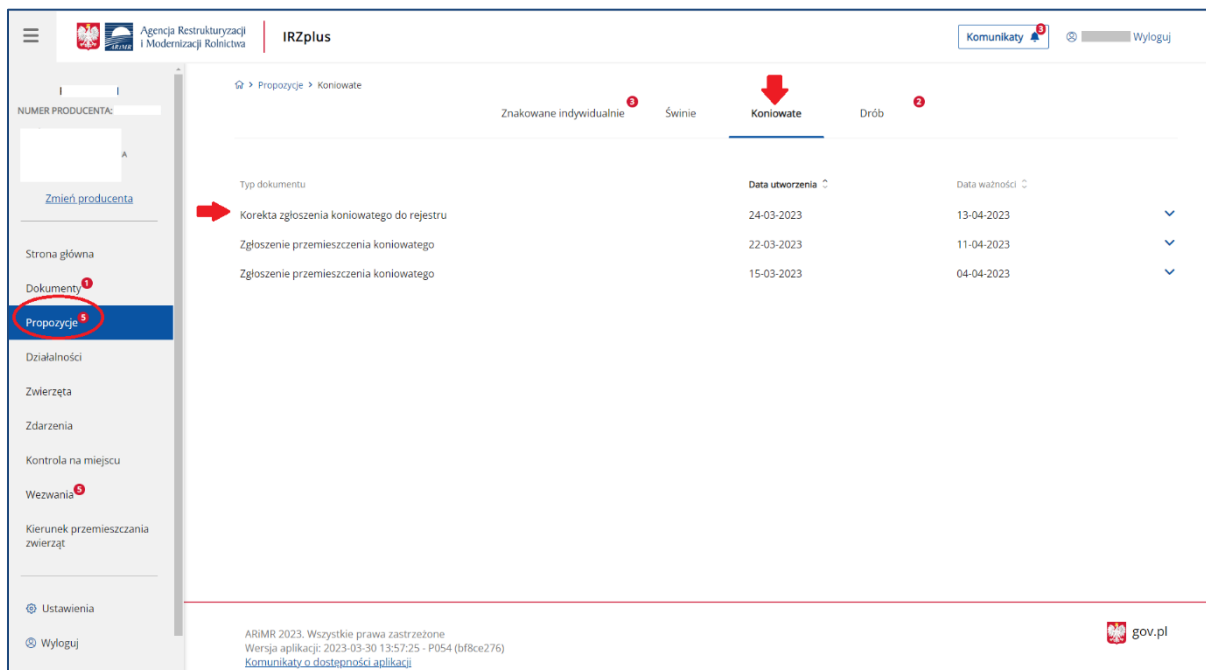 Agencja Restrukturyzacji
i Modernizacji Rolnictwa
ARiMR
IRZplus
Komunikaty 3
Wyloguj
NUMER PRODUCENTA:
A
Zmień producenta
Strona główna
Dokumenty 1
Propozycje 5
Działalności
Zwierzęta
Zdarzenia
Kontrola na miejscu
Wezwania 5
Kierunek przemieszczania
zwierząt
Ustawienia
Wyloguj
> Propozycje > Koniowate
Znakowane indywidualnie 3 Świnie Koniowate Drób 2
Typ dokumentu Data utworzenia Data ważności
Korekta zgłoszenia koniowatego do rejestru 24-03-2023 13-04-2023
Zgłoszenie przemieszczenia koniowatego 22-03-2023 11-04-2023
Zgłoszenie przemieszczenia koniowatego 15-03-2023 04-04-2023
ARiMR 2023. Wszystkie prawa zastrzeżone
Wersja aplikacji: 2023-03-30 13:57:25 - P054 (bf8ce276)
Komunikaty o dostępności aplikacji
gov.pl